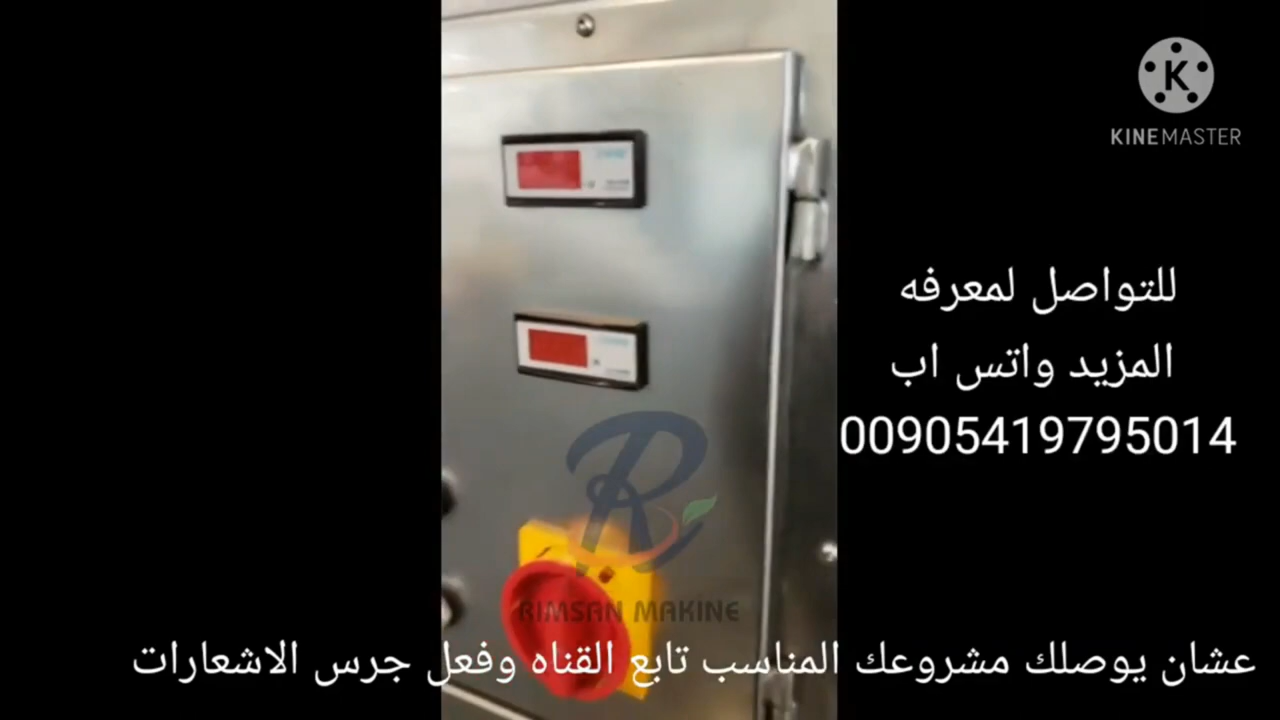 KINEMASTER
للتواصل لمعرفه
المزيد واتس اب
00905419795014
RIMSAN MAKINE
عشان يوصلك مشروعك المناسب تابع القناه وفعل جرس الاشعارات